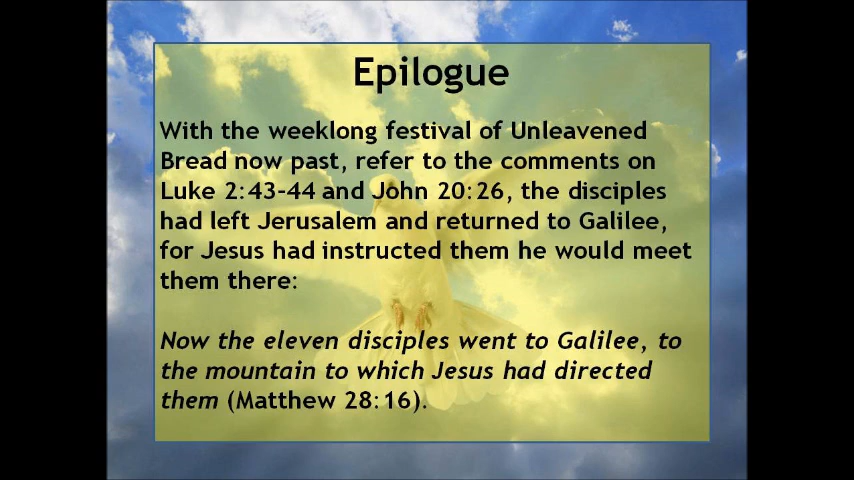 Epilogue
With the weeklong festival of Unleavened
Bread now past, refer to the comments on
Luke 2:43-44 and John 20:26, the disciples
had left Jerusalem and returned to Galilee,
for Jesus had instructed them he would meet
them there:
Now the eleven disciples went to Galilee, to
the mountain to which Jesus had directed
them (Matthew 28:16).